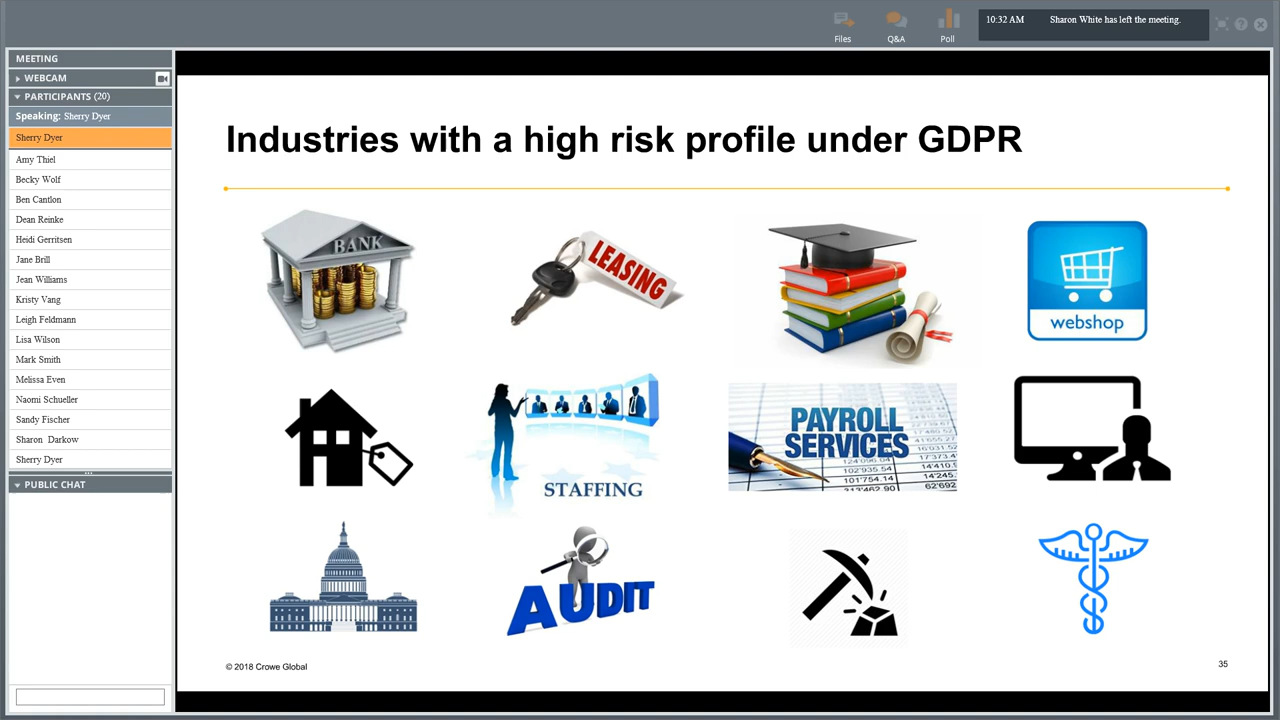 Files
Q&A
Poll
10:32 AM Sharon White has left the meeting.
MEETING
WEBCAM
PARTICIPANTS (20)
Speaking: Sherry Dyer
Sherry Dyer
Amy Thiel
Becky Wolf
Ben Cantlon
Dean Reinke
Heidi Gerritsen
Jane Brill
Jean Williams
Kristy Vang
Leigh Feldmann
Lisa Wilson
Mark Smith
Melissa Even
Naomi Schueller
Sandy Fischer
Sharon Darkow
Sherry Dyer
PUBLIC CHAT
Industries with a high risk profile under GDPR
BANK
LEASING
webshop
STAFFING
PAYROLL
SERVICES
AUDIT
© 2018 Crowe Global
35